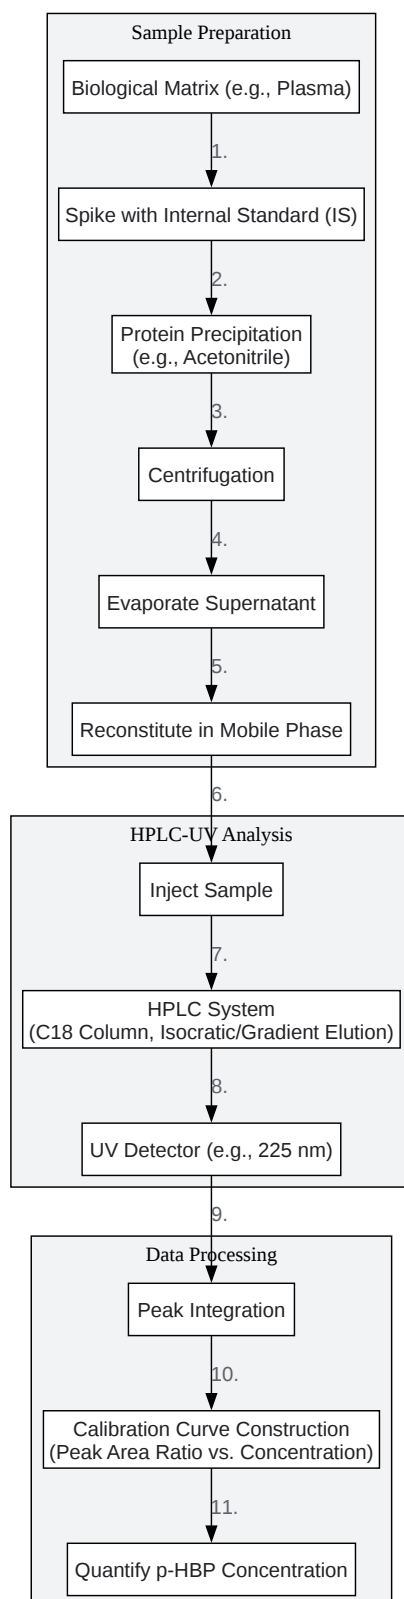 Sample Preparation
Biological Matrix (e.g., Plasma)
1.
Spike with Internal Standard (IS)
2.
Protein Precipitation
(e.g., Acetonitrile)
3.
Centrifugation
4.
Evaporate Supernatant
5.
Reconstitute in Mobile Phase
6.
HPLC-UV Analysis
Inject Sample
7.
HPLC System
(C18 Column, Isocratic/Gradient Elution)
8.
UV Detector (e.g., 225 nm)
9.
Data Processing
Peak Integration
10.
Calibration Curve Construction
(Peak Area Ratio vs. Concentration)
11.
Quantify p-HBP Concentration